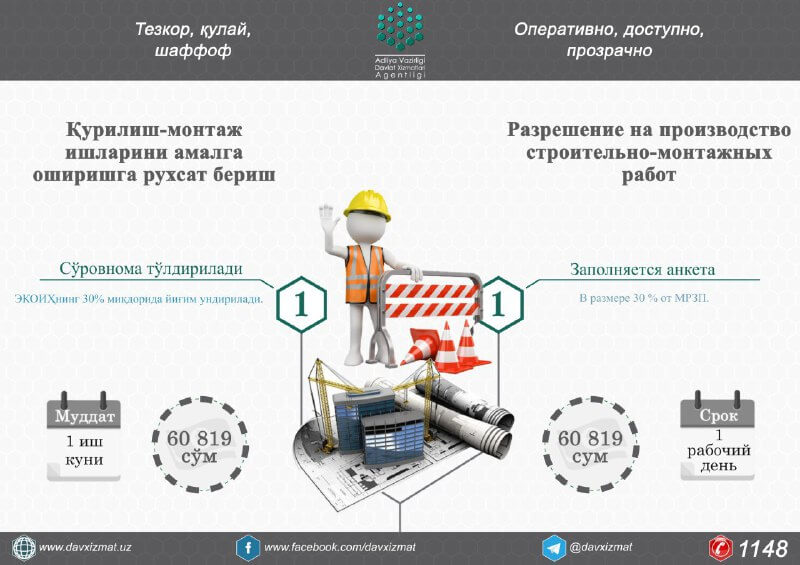 Тезкор, қулай,
шаффоф
Adliya Vazirligi
Davlat Xizmatlari
Agentligi
Оперативно, доступно,
прозрачно
Қурилиш-монтаж
ишларини амалга
оширишга рухсат бериш
Разрешение на производство
строительно-монтажных
работ
Сўровнома тўлдирилади
ЭКОИҲнинг 30% миқдорида йиғим ундирилади.
1
1
Заполняется анкета
В размере 30 % от МРЗП.
Муддат
1 иш
куни
60 819
сўм
60 819
сум
Срок
1
рабочий
день
www.davxizmat.uz
www.facebook.com/davxizmat
@davxizmat
1148